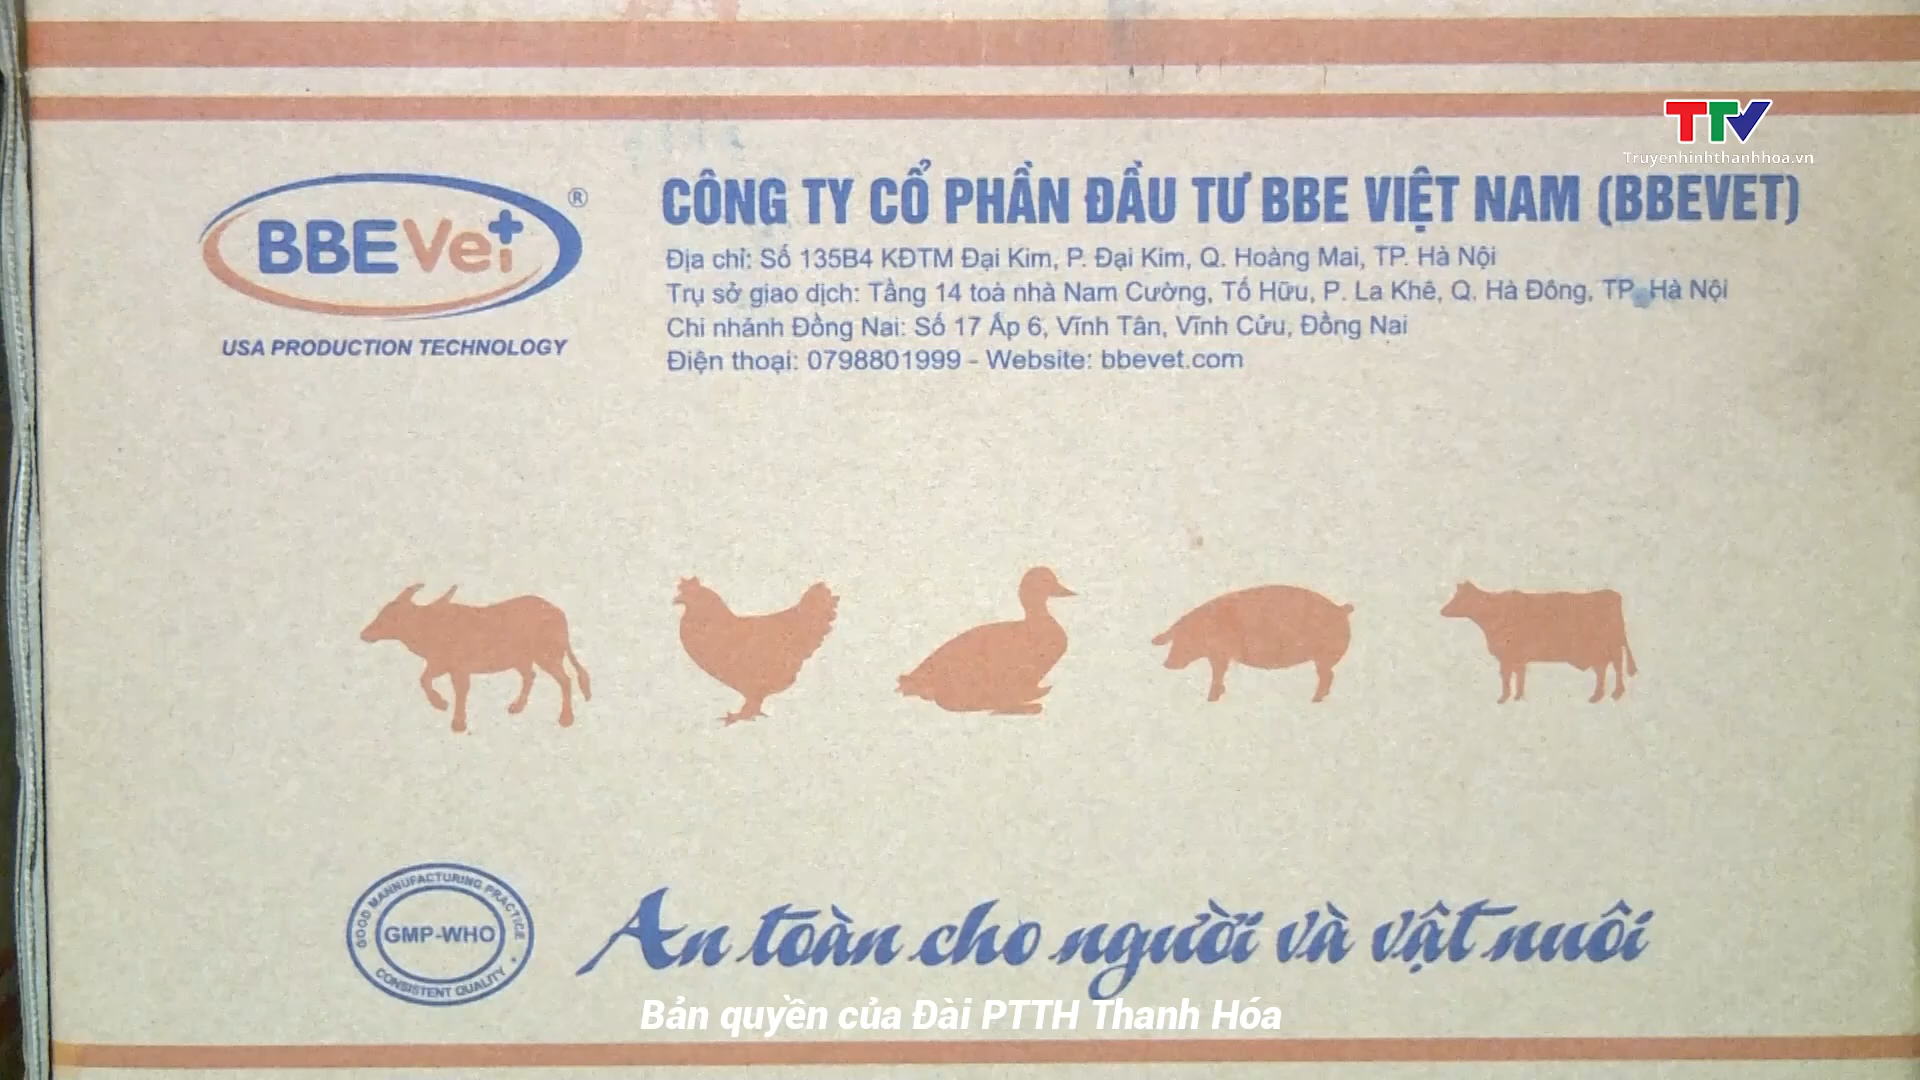 TTV
Truyenhinhthanhhoa.vn
BBEVet ®
USA PRODUCTION TECHNOLOGY
CÔNG TY CỔ PHẦN ĐẦU TƯ BBE VIỆT NAM (BBEVET)
Địa chỉ: Số 135B4 KĐTM Đại Kim, P. Đại Kim, Q. Hoàng Mai, TP. Hà Nội
Trụ sở giao dịch: Tầng 14 toà nhà Nam Cường, Tố Hữu, P. La Khê, Q. Hà Đông, TP. Hà Nội
Chi nhánh Đồng Nai: Số 17 Ấp 6, Vĩnh Tân, Vĩnh Cửu, Đồng Nai
Điện thoại: 0798801999 - Website: bbevet.com
GOOD MANNUFACTURING PRACTICE
GMP-WHO
CONSISTENT QUALITY
An toàn cho người và vật nuôi
Bản quyền của Đài PTTH Thanh Hóa